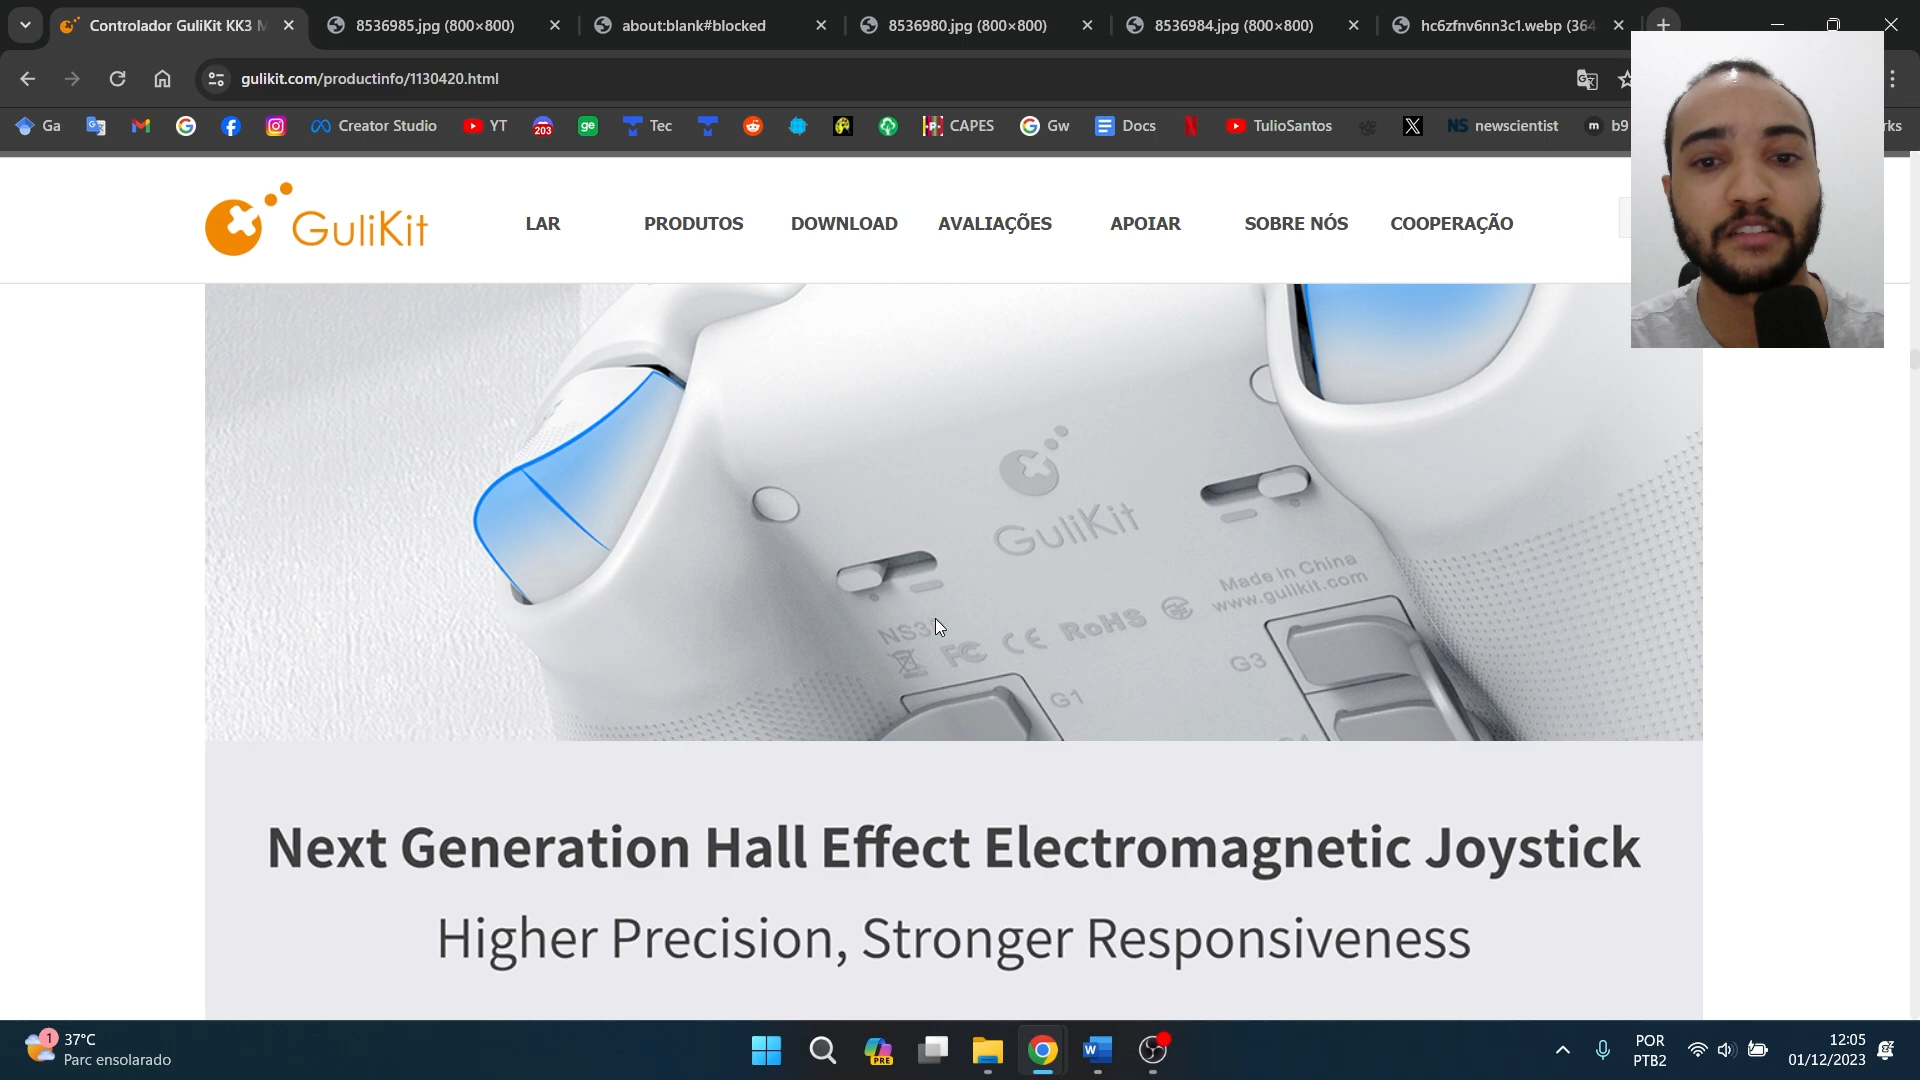 Controlador GuliKit KK3 M
8536985.jpg (800×800)
about:blank#blocked
8536980.jpg (800×800)
8536984.jpg (800×800)
hc6zfnv6nn3c1.webp (364
gulikit.com/productinfo/1130420.html
Ga
Creator Studio
YT
203
ge
Tec
CAPES
Gw
Docs
TulioSantos
NS newscientist
m b9
rks
GuliKit
LAR
PRODUTOS
DOWNLOAD
AVALIAÇÕES
APOIAR
SOBRE NÓS
COOPERAÇÃO
GuliKit
Made in China
www.gulikit.com
FC CE RoHS
G3
G1
Next Generation Hall Effect Electromagnetic Joystick
Higher Precision, Stronger Responsiveness
1
37°C
Parc ensolarado
PRE
POR
PTB2
12:05
01/12/2023